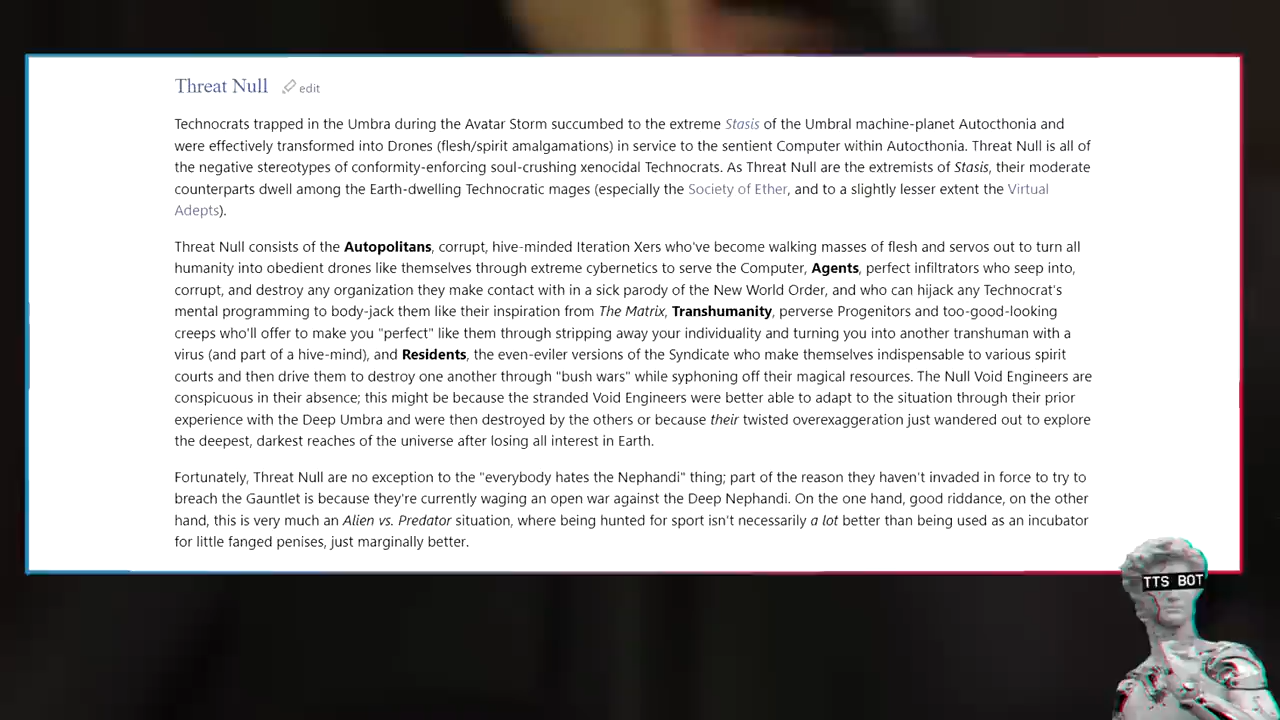 Threat Null edit
Technocrats trapped in the Umbra during the Avatar Storm succumbed to the extreme Stasis of the Umbral machine-planet Autocthonia and
were effectively transformed into Drones (flesh/spirit amalgamations) in service to the sentient Computer within Autocthonia. Threat Null is all of
the negative stereotypes of conformity-enforcing soul-crushing xenocidal Technocrats. As Threat Null are the extremists of Stasis, their moderate
counterparts dwell among the Earth-dwelling Technocratic mages (especially the Society of Ether, and to a slightly lesser extent the Virtual
Adepts).
Threat Null consists of the Autopolitans, corrupt, hive-minded Iteration Xers who've become walking masses of flesh and servos out to turn all
humanity into obedient drones like themselves through extreme cybernetics to serve the Computer, Agents, perfect infiltrators who seep into,
corrupt, and destroy any organization they make contact with in a sick parody of the New World Order, and who can hijack any Technocrat's
mental programming to body-jack them like their inspiration from The Matrix, Transhumanity, perverse Progenitors and too-good-looking
creeps who'll offer to make you "perfect" like them through stripping away your individuality and turning you into another transhuman with a
virus (and part of a hive-mind), and Residents, the even-eviler versions of the Syndicate who make themselves indispensable to various spirit
courts and then drive them to destroy one another through "bush wars" while syphoning off their magical resources. The Null Void Engineers are
conspicuous in their absence; this might be because the stranded Void Engineers were better able to adapt to the situation through their prior
experience with the Deep Umbra and were then destroyed by the others or because their twisted overexaggeration just wandered out to explore
the deepest, darkest reaches of the universe after losing all interest in Earth.
Fortunately, Threat Null are no exception to the "everybody hates the Nephandi" thing; part of the reason they haven't invaded in force to try to
breach the Gauntlet is because they're currently waging an open war against the Deep Nephandi. On the one hand, good riddance, on the other
hand, this is very much an Alien vs. Predator situation, where being hunted for sport isn't necessarily a lot better than being used as an incubator
for little fanged penises, just marginally better.
TTS BOT